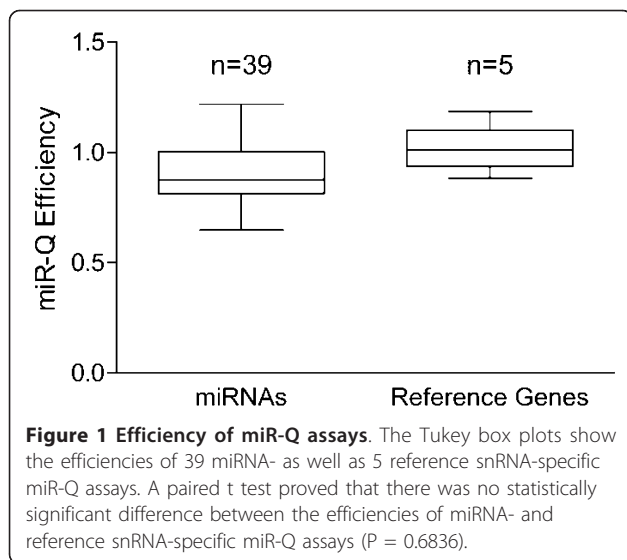 n=39
n=5
1.5
1.0
0.5
0.0
miR-Q Efficiency
miRNAs
Reference Genes
Figure 1 Efficiency of miR-Q assays. The Tukey box plots show
the efficiencies of 39 miRNA- as well as 5 reference snRNA-specific
miR-Q assays. A paired t test proved that there was no statistically
significant difference between the efficiencies of miRNA- and
reference snRNA-specific miR-Q assays (P = 0.6836).